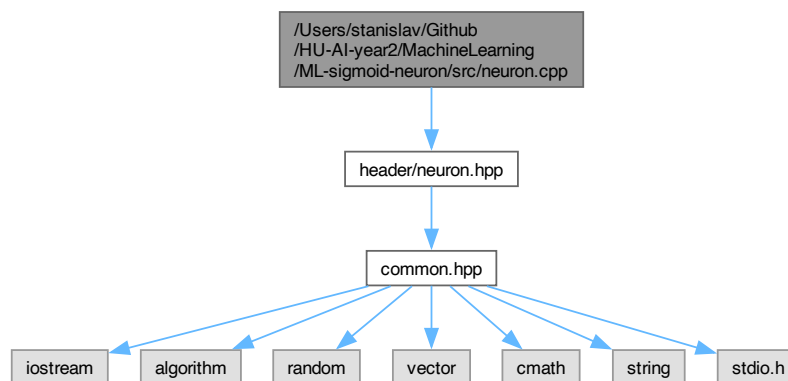 /Users/stanislav/Github
/HU-AI-year2/MachineLearning
/ML-sigmoid-neuron/src/neuron.cpp
header/neuron.hpp
common.hpp
iostream
algorithm
random
vector
cmath
string
stdio.h